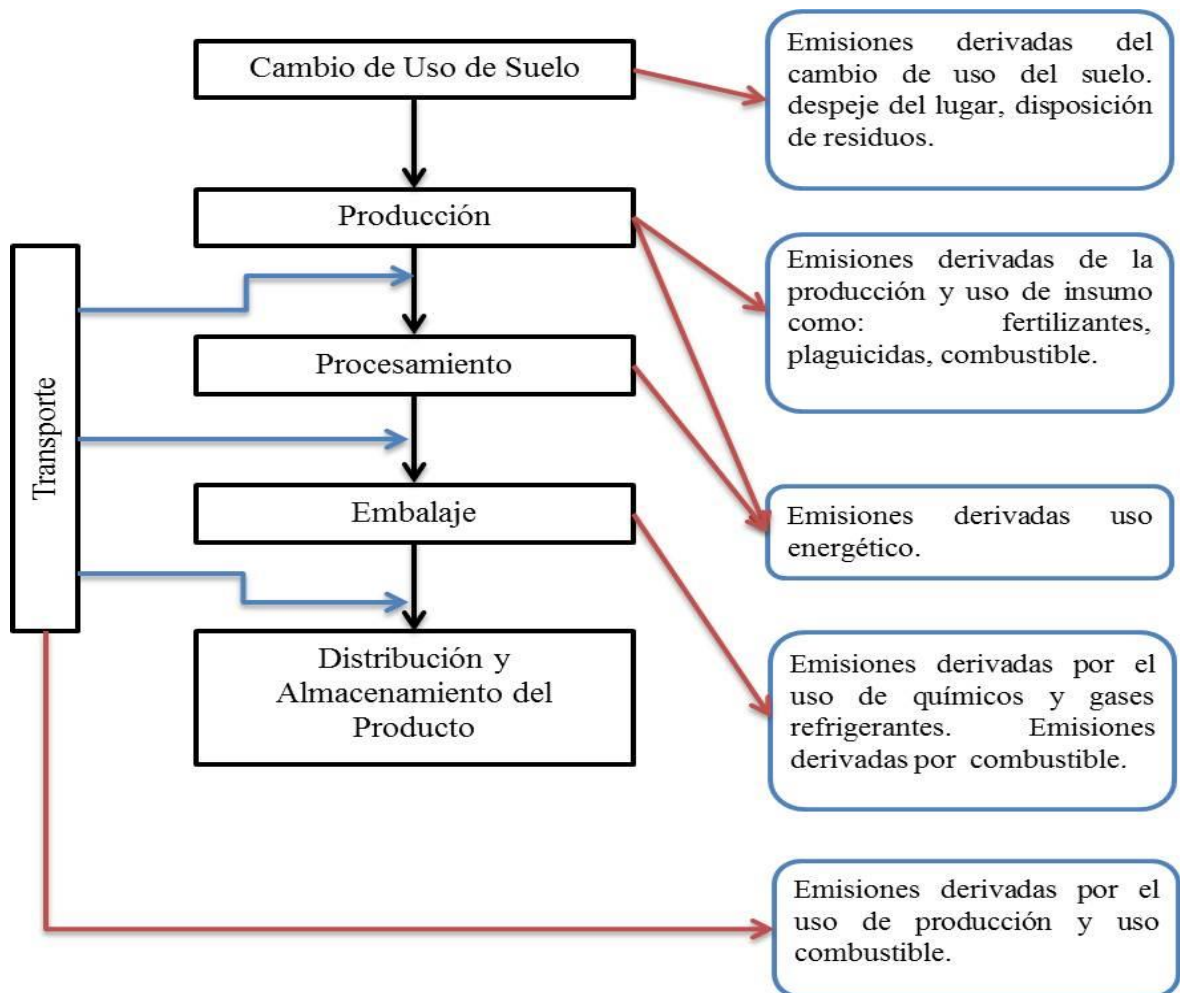 Cambio de Uso de Suelo
Emisiones derivadas del
cambio de uso del suelo.
despeje del lugar, disposición
de residuos.
Producción
Emisiones derivadas de la
producción y uso de insumo
como: fertilizantes,
plaguicidas, combustible.
Transporte
Procesamiento
Embalaje
Emisiones derivadas uso
energético.
Distribución y
Almacenamiento del
Producto
Emisiones derivadas por el
uso de químicos y gases
refrigerantes. Emisiones
derivadas por combustible.
Emisiones derivadas por el
uso de producción y uso
combustible.